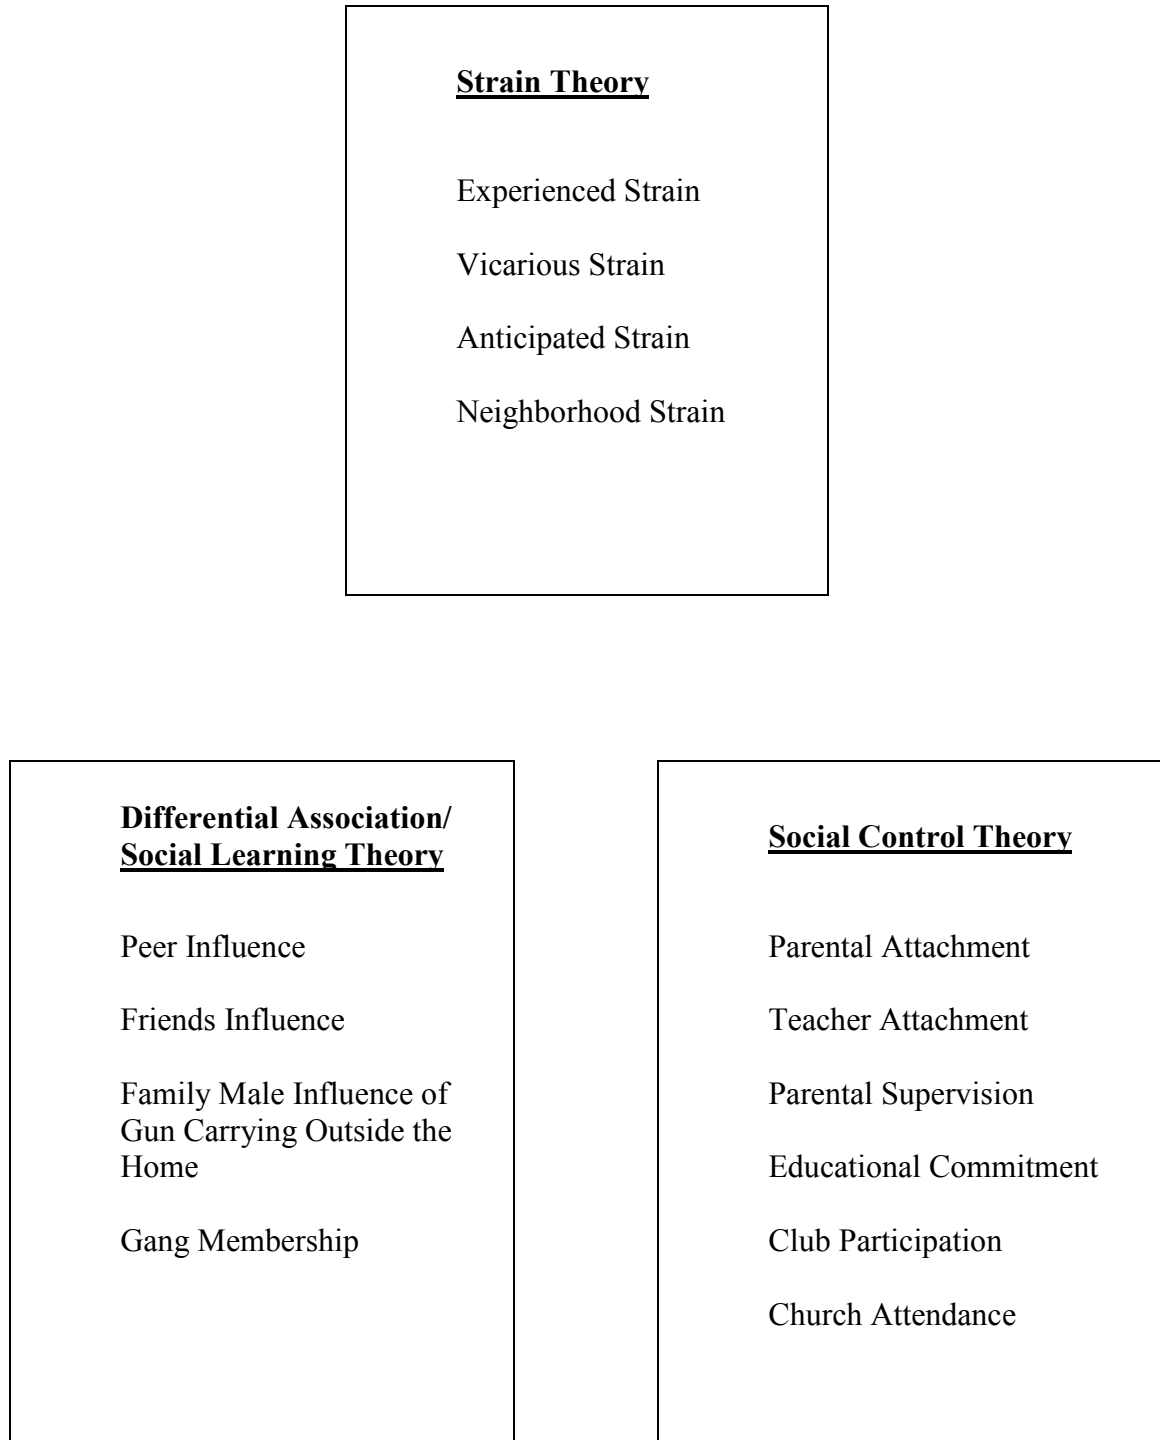 Strain Theory
Experienced Strain
Vicarious Strain
Anticipated Strain
Neighborhood Strain
Differential Association/
Social Learning Theory
Peer Influence
Friends Influence
Family Male Influence of
Gun Carrying Outside the
Home
Gang Membership
Social Control Theory
Parental Attachment
Teacher Attachment
Parental Supervision
Educational Commitment
Club Participation
Church Attendance